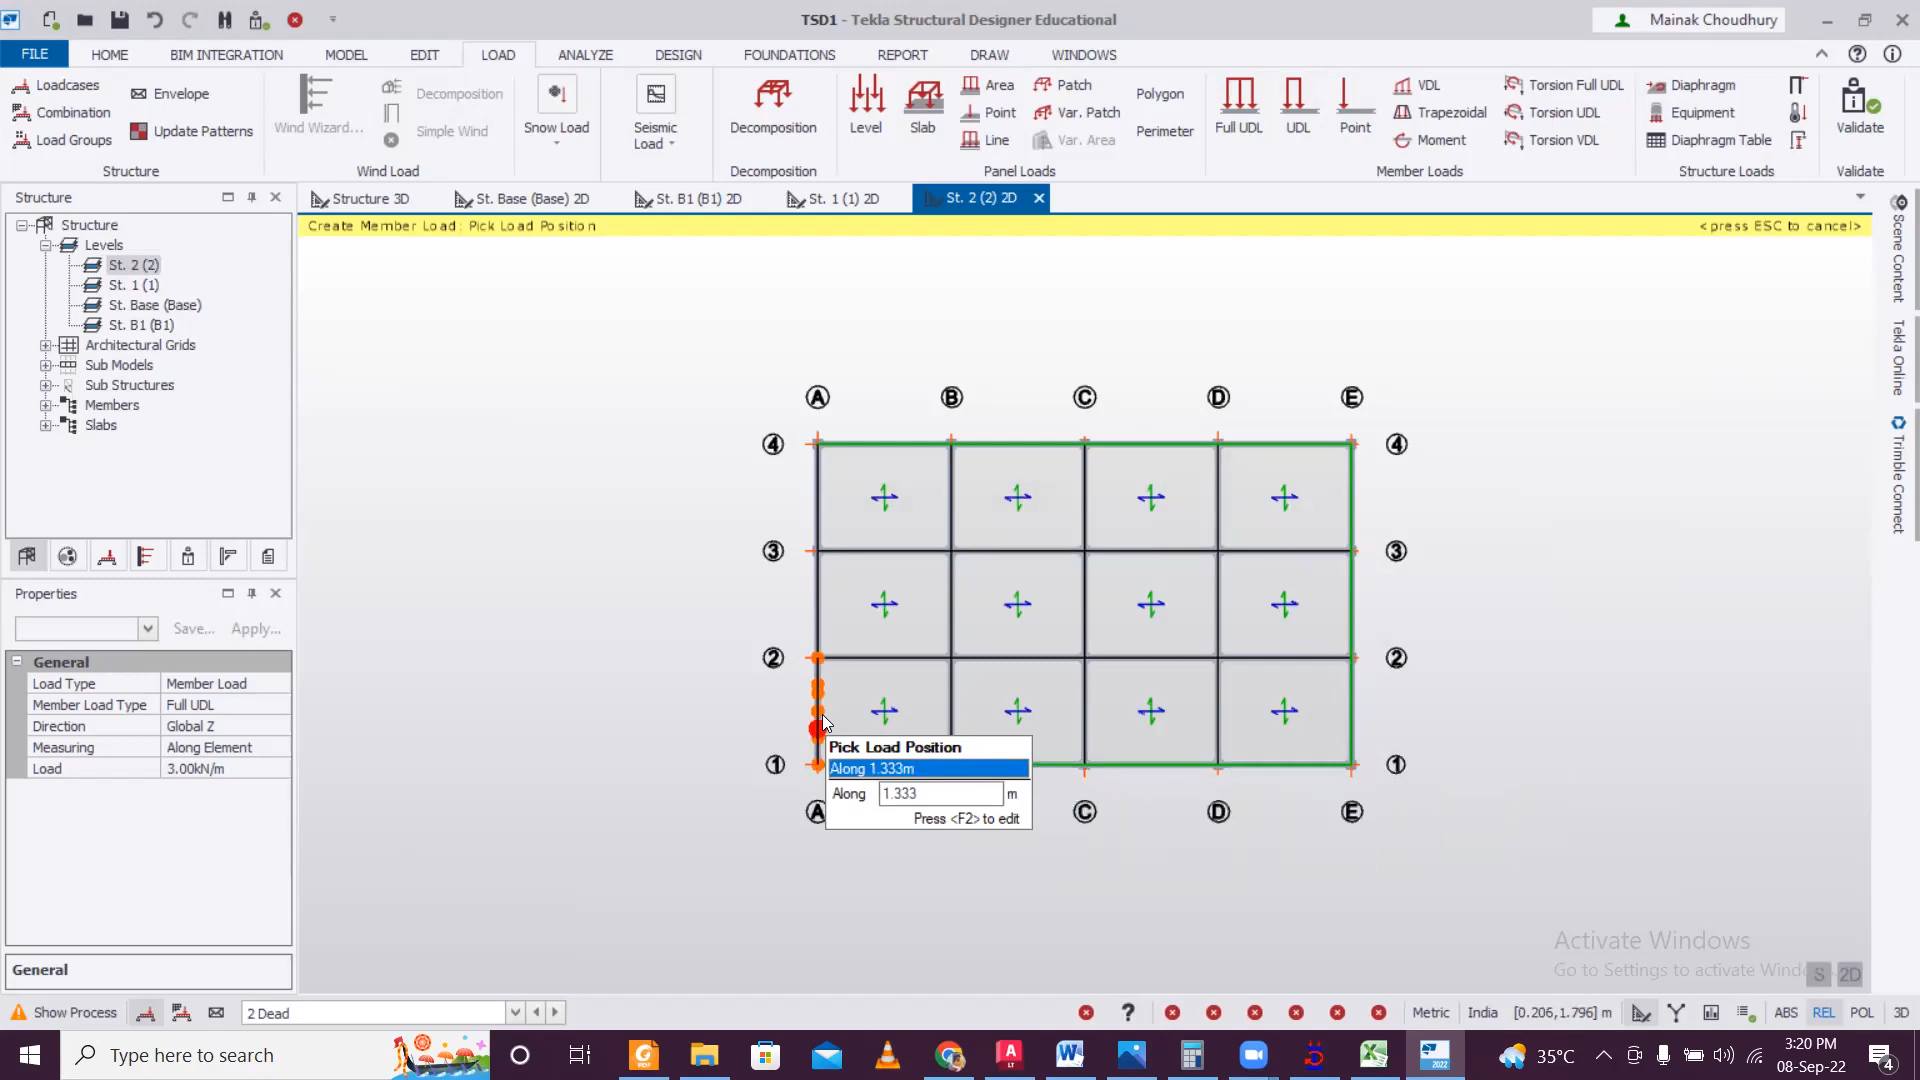 TSD1 - Tekla Structural Designer Educational
Mainak Choudhury
FILE HOME BIM INTEGRATION MODEL EDIT LOAD ANALYZE DESIGN FOUNDATIONS REPORT DRAW WINDOWS
Loadcases
Combination
Load Groups
Envelope
Update Patterns
Structure
Wind Wizard...
Decomposition
Simple Wind
Wind Load
Snow Load
Seismic Load
Decomposition
Decomposition
Level
Slab
Area
Point
Line
Patch
Var, Patch
Var. Area
Polygon
Perimeter
Panel Loads
Full UDL
UDL
Point
VDL
Trapezoidal
Moment
Torsion Full UDL
Torsion UDL
Torsion VDL
Member Loads
Diaphragm
Equipment
Diaphragm Table
Structure Loads
Validate
Validate
Structure
Structure
Levels
St. 2 (2)
St. 1 (1)
St. Base (Base)
St. B1 (B1)
Architectural Grids
Sub Models
Sub Structures
Members
Slabs
Structure 3D St. Base (Base) 2D St. B1 (B1) 2D St. 1 (1) 2D St. 2 (2) 2D
Create Member Load: Pick Load Position <press ESC to cancel>
Scene Content
Tekla Online
Trimble Connect
A B C D E
4 4
3 3
2 2
1 1
A C D E
Pick Load Position
Along 1.333m
Along 1.333 m
Press <F2> to edit
Properties
Save... Apply...
General
Load Type Member Load
Member Load Type Full UDL
Direction Global Z
Measuring Along Element
Load 3.00kN/m
General
Activate Windows
Go to Settings to activate Wind
S 2D
Show Process 2 Dead Metric India [0.206,1.796] m ABS REL POL 3D
Type here to search
PDF
LT
2022
35°C
3:20 PM
08-Sep-22
4